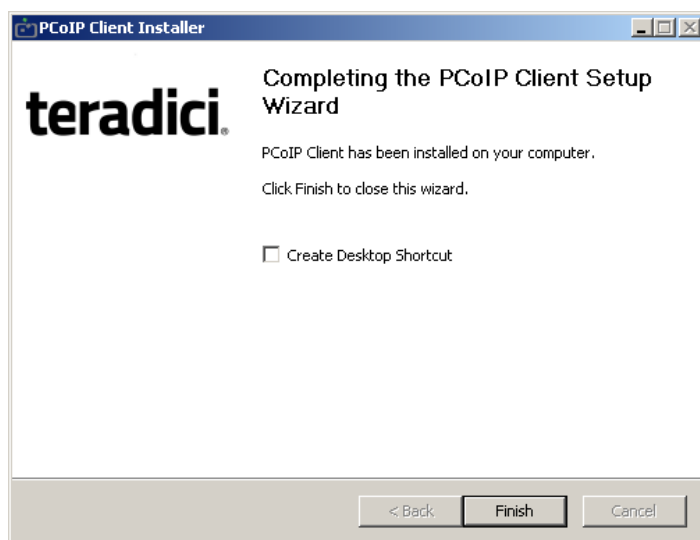 PCoIP Client Installer
teradici®
Completing the PCoIP Client Setup
Wizard
PCoIP Client has been installed on your computer.
Click Finish to close this wizard.
Create Desktop Shortcut
< Back
Finish
Cancel